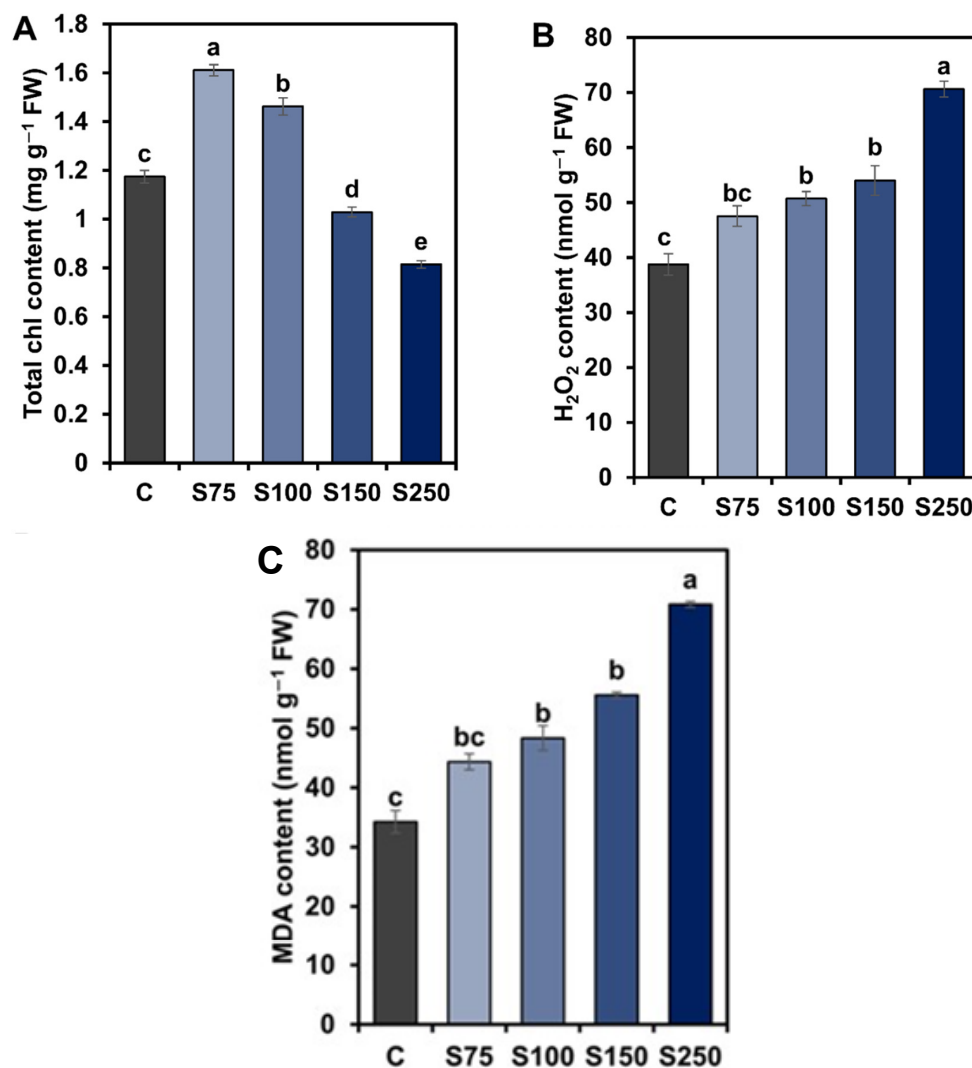 A
Total chl content (mg g⁻¹ FW)
1.8
1.6
1.4
1.2
1
0.8
0.6
0.4
0.2
0
c
a
b
d
e
C S75 S100 S150 S250
B
H₂O₂ content (nmol g⁻¹ FW)
80
70
60
50
40
30
20
10
0
c
bc
b
b
a
C S75 S100 S150 S250
C
MDA content (nmol g⁻¹ FW)
80
70
60
50
40
30
20
10
0
c
bc
b
b
a
C S75 S100 S150 S250